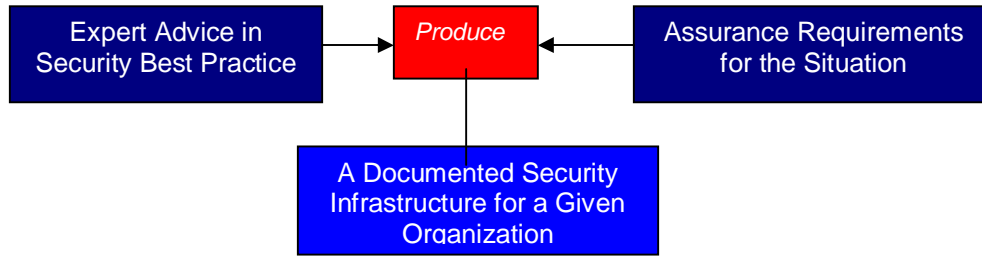 Expert Advice in
Security Best Practice
Produce
Assurance Requirements
for the Situation
A Documented Security
Infrastructure for a Given
Organization